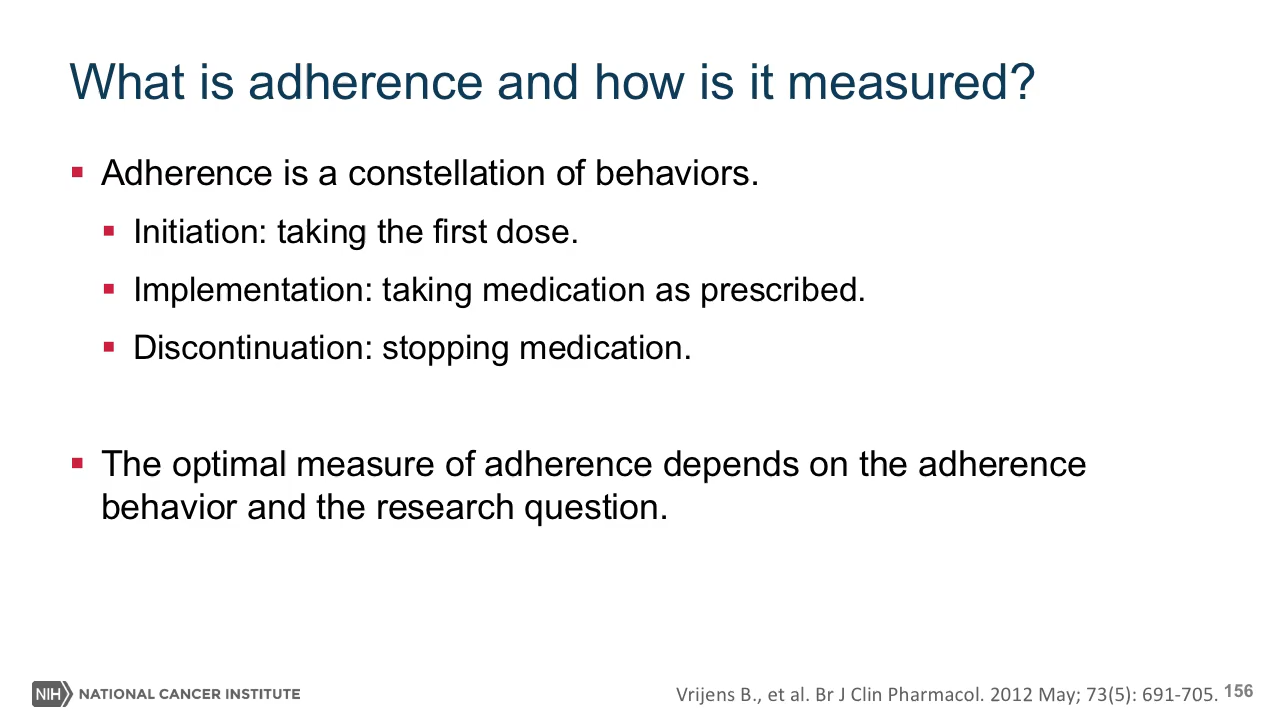 What is adherence and how is it measured?
▪ Adherence is a constellation of behaviors.
▪ Initiation: taking the first dose.
▪ Implementation: taking medication as prescribed.
▪ Discontinuation: stopping medication.
▪ The optimal measure of adherence depends on the adherence
behavior and the research question.
NIH NATIONAL CANCER INSTITUTE
Vrijens B., et al. Br J Clin Pharmacol. 2012 May; 73(5): 691-705. 156